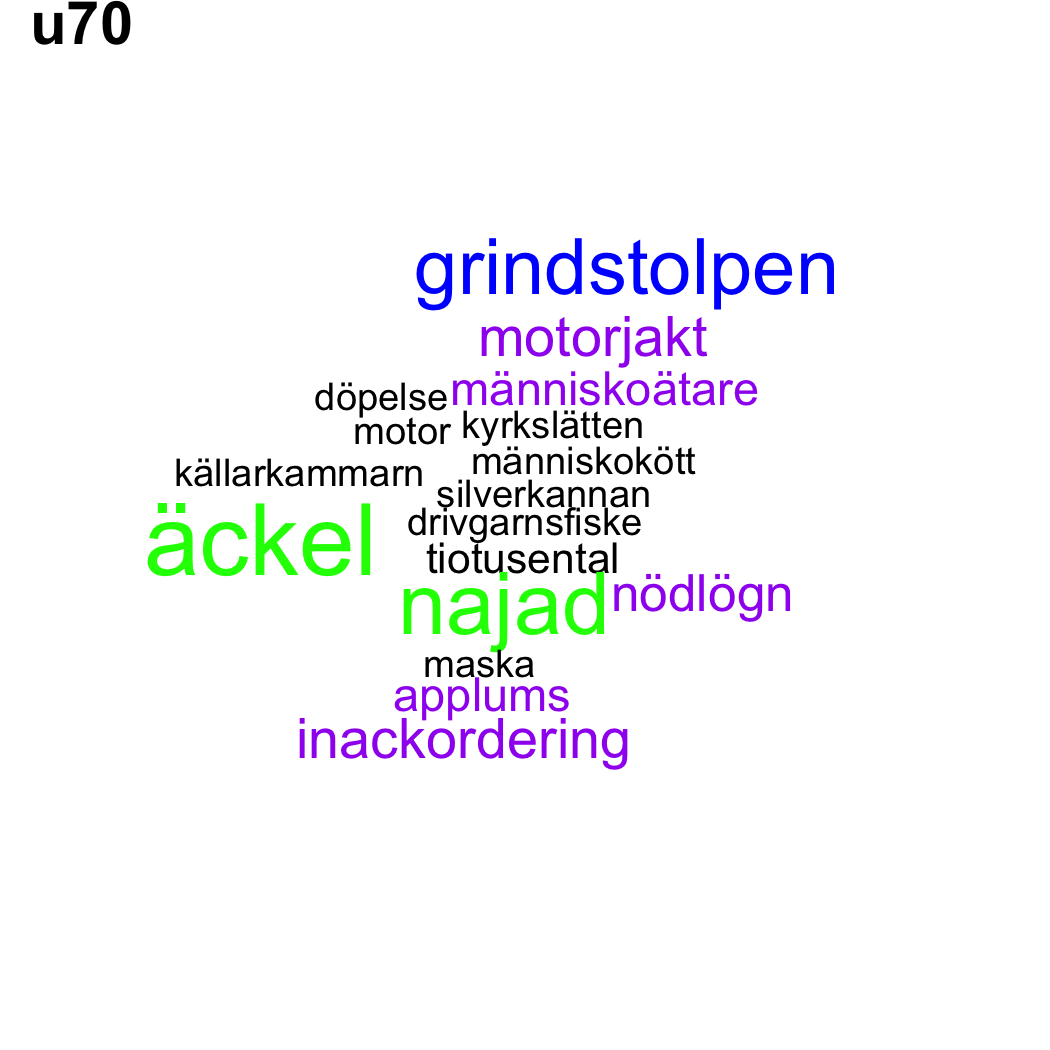 u70
grindstolpen
motorjakt
döpelse människoätare
motor kyrkslätten
källarkammarn människokött
silverkannan
äckel drivgarnsfiske
tiotusental
najad nödlögn
maska
applums
inackordering